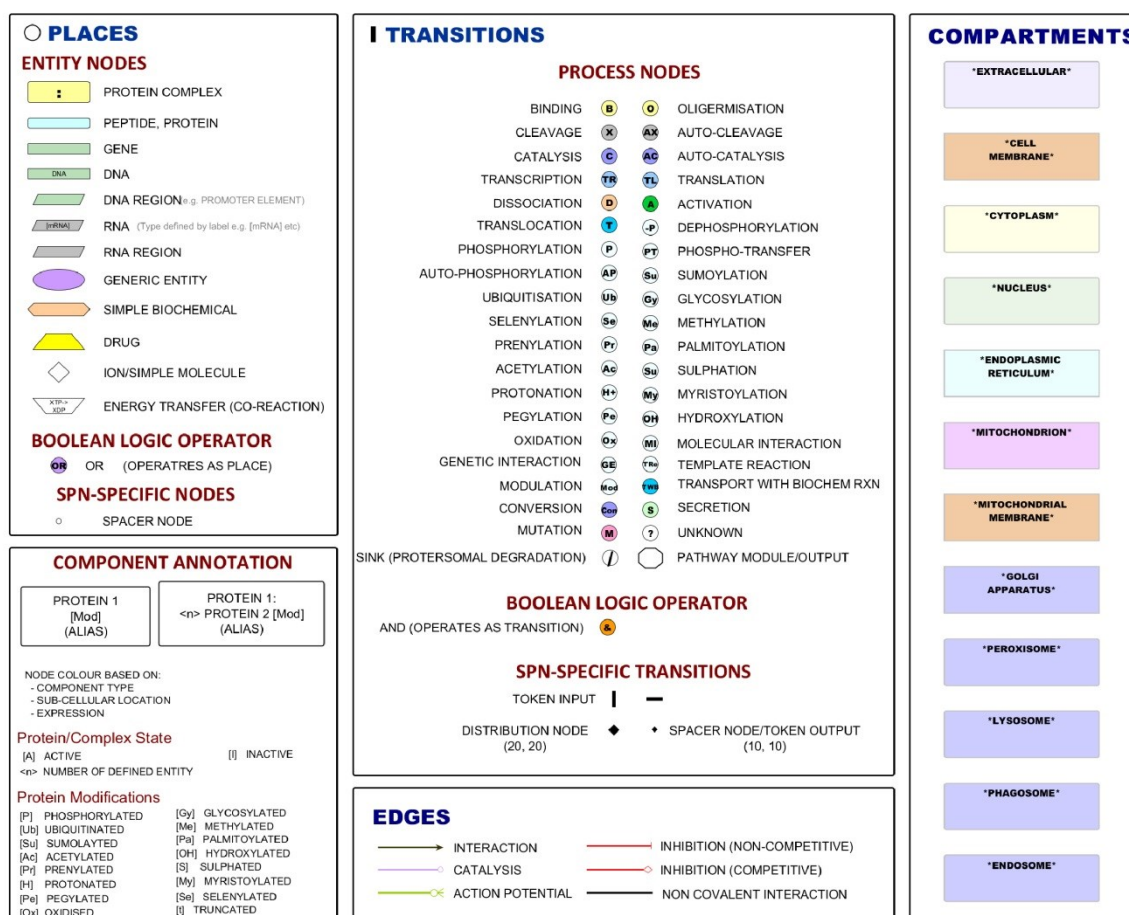 PLACES
ENTITY NODES
: PROTEIN COMPLEX
PEPTIDE, PROTEIN
GENE
DNA DNA
DNA REGION(e.g. PROMOTER ELEMENT)
[mRNA] RNA (Type defined by label e.g. [mRNA] etc)
RNA REGION
GENERIC ENTITY
SIMPLE BIOCHEMICAL
DRUG
ION/SIMPLE MOLECULE
XTP->
XDP
ENERGY TRANSFER (CO-REACTION)
BOOLEAN LOGIC OPERATOR
OR OR (OPERATRES AS PLACE)
SPN-SPECIFIC NODES
SPACER NODE
COMPONENT ANNOTATION
PROTEIN 1
[Mod]
(ALIAS)
PROTEIN 1:
<n> PROTEIN 2 [Mod]
(ALIAS)
NODE COLOUR BASED ON:
- COMPONENT TYPE
- SUB-CELLULAR LOCATION
- EXPRESSION
Protein/Complex State
[A] ACTIVE [I] INACTIVE
<n> NUMBER OF DEFINED ENTITY
Protein Modifications
[P] PHOSPHORYLATED
[Ub] UBIQUITINATED
[Su] SUMOLAYTED
[Ac] ACETYLATED
[Pr] PRENYLATED
[H] PROTONATED
[Pe] PEGYLATED
[Ox] OXIDISED
[Gy] GLYCOSYLATED
[Me] METHYLATED
[Pa] PALMITOYLATED
[OH] HYDROXYLATED
[S] SULPHATED
[My] MYRISTOYLATED
[Se] SELENYLATED
[t] TRUNCATED
TRANSITIONS
PROCESS NODES
BINDING B O OLIGERMISATION
CLEAVAGE X AX AUTO-CLEAVAGE
CATALYSIS C AC AUTO-CATALYSIS
TRANSCRIPTION TR TL TRANSLATION
DISSOCIATION D A ACTIVATION
TRANSLOCATION T -P DEPHOSPHORYLATION
PHOSPHORYLATION P PT PHOSPHO-TRANSFER
AUTO-PHOSPHORYLATION AP Su SUMOYLATION
UBIQUITISATION Ub Gy GLYCOSYLATION
SELENYLATION Se Me METHYLATION
PRENYLATION Pr Pa PALMITOYLATION
ACETYLATION Ac Su SULPHATION
PROTONATION H+ My MYRISTOYLATION
PEGYLATION Pe OH HYDROXYLATION
OXIDATION Ox MI MOLECULAR INTERACTION
GENETIC INTERACTION GE TRe TEMPLATE REACTION
MODULATION Mod TWB TRANSPORT WITH BIOCHEM RXN
CONVERSION Con S SECRETION
MUTATION M ? UNKNOWN
SINK (PROTERSOMAL DEGRADATION) PATHWAY MODULE/OUTPUT
BOOLEAN LOGIC OPERATOR
AND (OPERATES AS TRANSITION) &
SPN-SPECIFIC TRANSITIONS
TOKEN INPUT
DISTRIBUTION NODE
(20, 20)
SPACER NODE/TOKEN OUTPUT
(10, 10)
EDGES
INTERACTION
CATALYSIS
ACTION POTENTIAL
INHIBITION (NON-COMPETITIVE)
INHIBITION (COMPETITIVE)
NON COVALENT INTERACTION
COMPARTMENTS
*EXTRACELLULAR*
*CELL
MEMBRANE*
*CYTOPLASM*
*NUCLEUS*
*ENDOPLASMIC
RETICULUM*
*MITOCHONDRION*
*MITOCHONDRIAL
MEMBRANE*
*GOLGI
APPARATUS*
*PEROXISOME*
*LYSOSOME*
*PHAGOSOME*
*ENDOSOME*